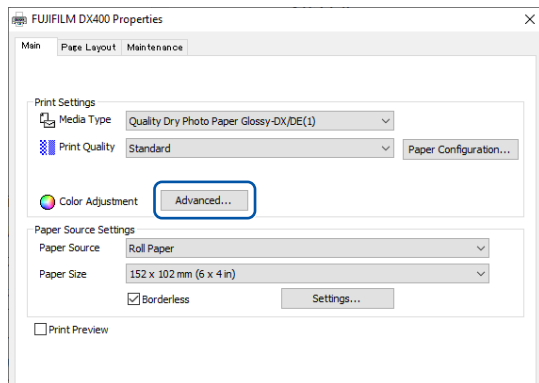 FUJIFILM DX400 Properties
Main Page Layout Maintenance
Print Settings
Media Type Quality Dry Photo Paper Glossy-DX/DE(1)
Print Quality Standard Paper Configuration...
Color Adjustment Advanced...
Paper Source Settings
Paper Source Roll Paper
Paper Size 152 x 102 mm (6 x 4 in)
Borderless Settings...
Print Preview